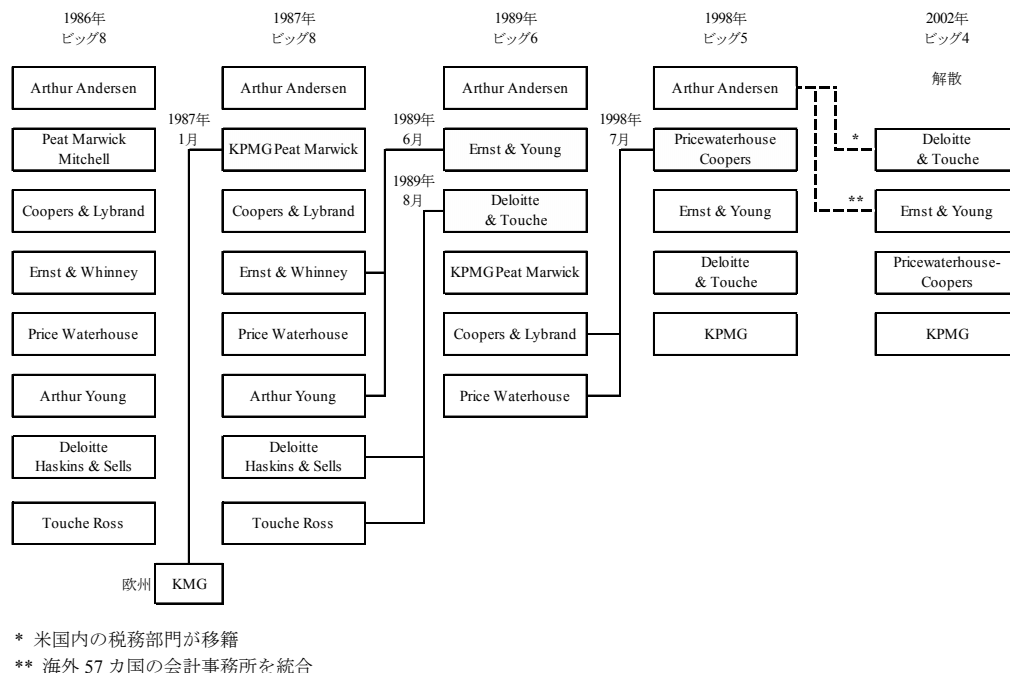 1986年
ビッグ8
1987年
ビッグ8
1989年
ビッグ6
1998年
ビッグ5
2002年
ビッグ4
Arthur Andersen
Arthur Andersen
Arthur Andersen
Arthur Andersen
解散
1987年
1月
1989年
6月
1998年
7月
*
Peat Marwick
Mitchell
KPMG Peat Marwick
Ernst & Young
Pricewaterhouse
Coopers
Deloitte
& Touche
1989年
8月
**
Coopers & Lybrand
Coopers & Lybrand
Deloitte
& Touche
Ernst & Young
Ernst & Young
Ernst & Whinney
Ernst & Whinney
KPMG Peat Marwick
Deloitte
& Touche
Pricewaterhouse-
Coopers
Price Waterhouse
Price Waterhouse
Coopers & Lybrand
KPMG
KPMG
Arthur Young
Arthur Young
Price Waterhouse
Deloitte
Haskins & Sells
Deloitte
Haskins & Sells
Touche Ross
Touche Ross
欧州
KMG
* 米国内の税務部門が移籍
** 海外 57 カ国の会計事務所を統合